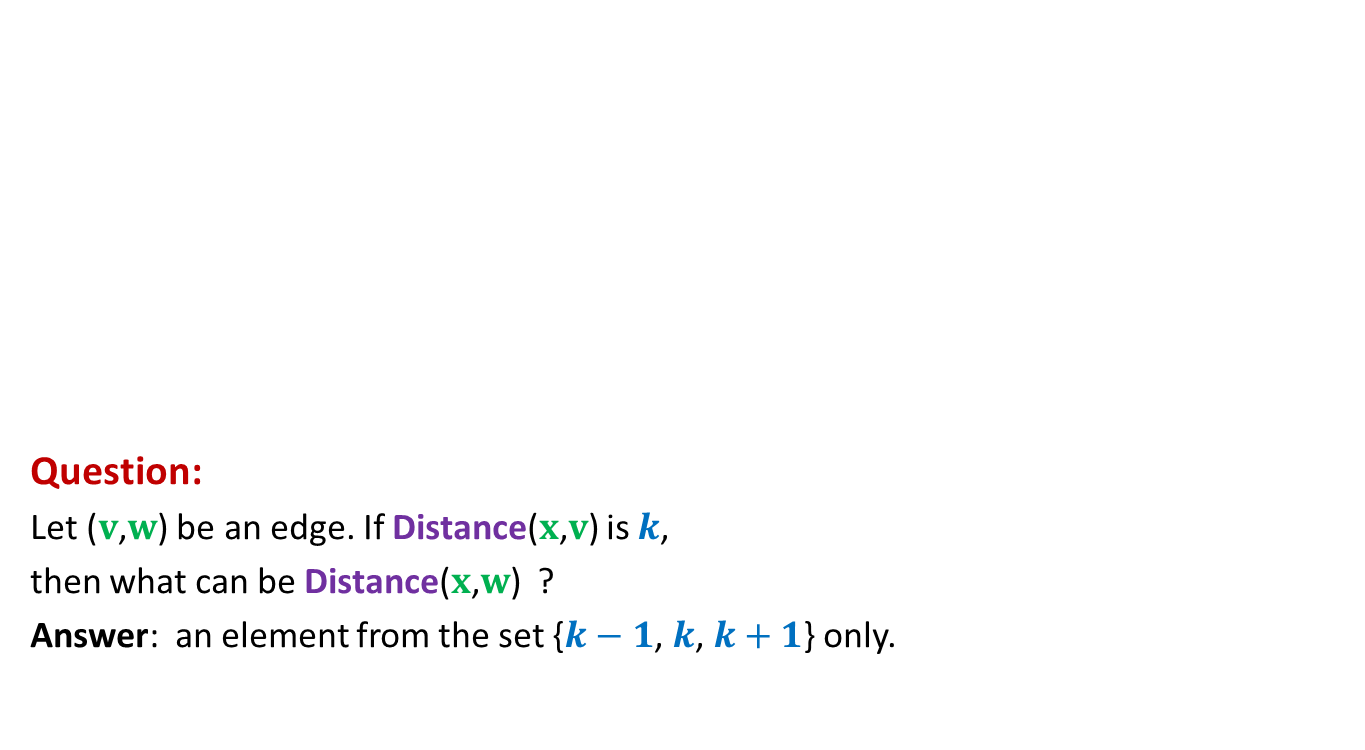 Question:
Let (v,w) be an edge. If Distance(x,v) is k,
then what can be Distance(x,w) ?
Answer: an element from the set {k − 1, k, k + 1} only.